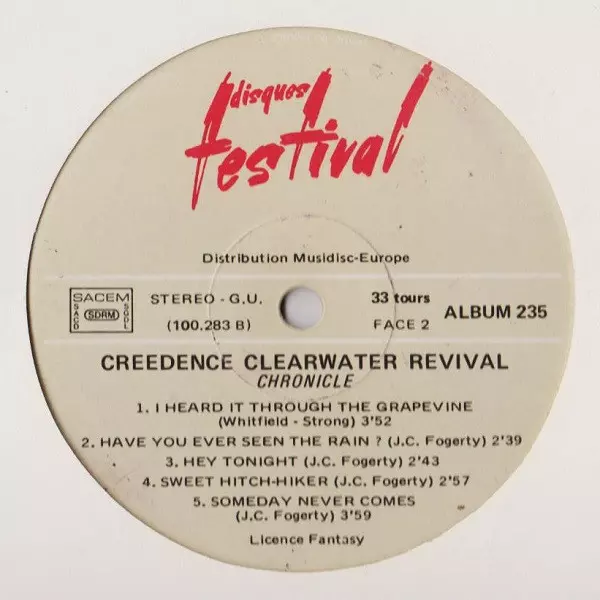 disques
festival
Distribution Musidisc-Europe
SACEM
SACD SDRM SGDL
STEREO - G.U.
(100.283 B)
33 tours
FACE 2
ALBUM 235
CREEDENCE CLEARWATER REVIVAL
CHRONICLE
1. I HEARD IT THROUGH THE GRAPEVINE
(Whitfield - Strong) 3'52
2. HAVE YOU EVER SEEN THE RAIN ? (J.C. Fogerty) 2'39
3. HEY TONIGHT (J.C. Fogerty) 2'43
4. SWEET HITCH-HIKER (J.C. Fogerty) 2'57
5. SOMEDAY NEVER COMES
(J.C. Fogerty) 3'59
Licence Fantasy